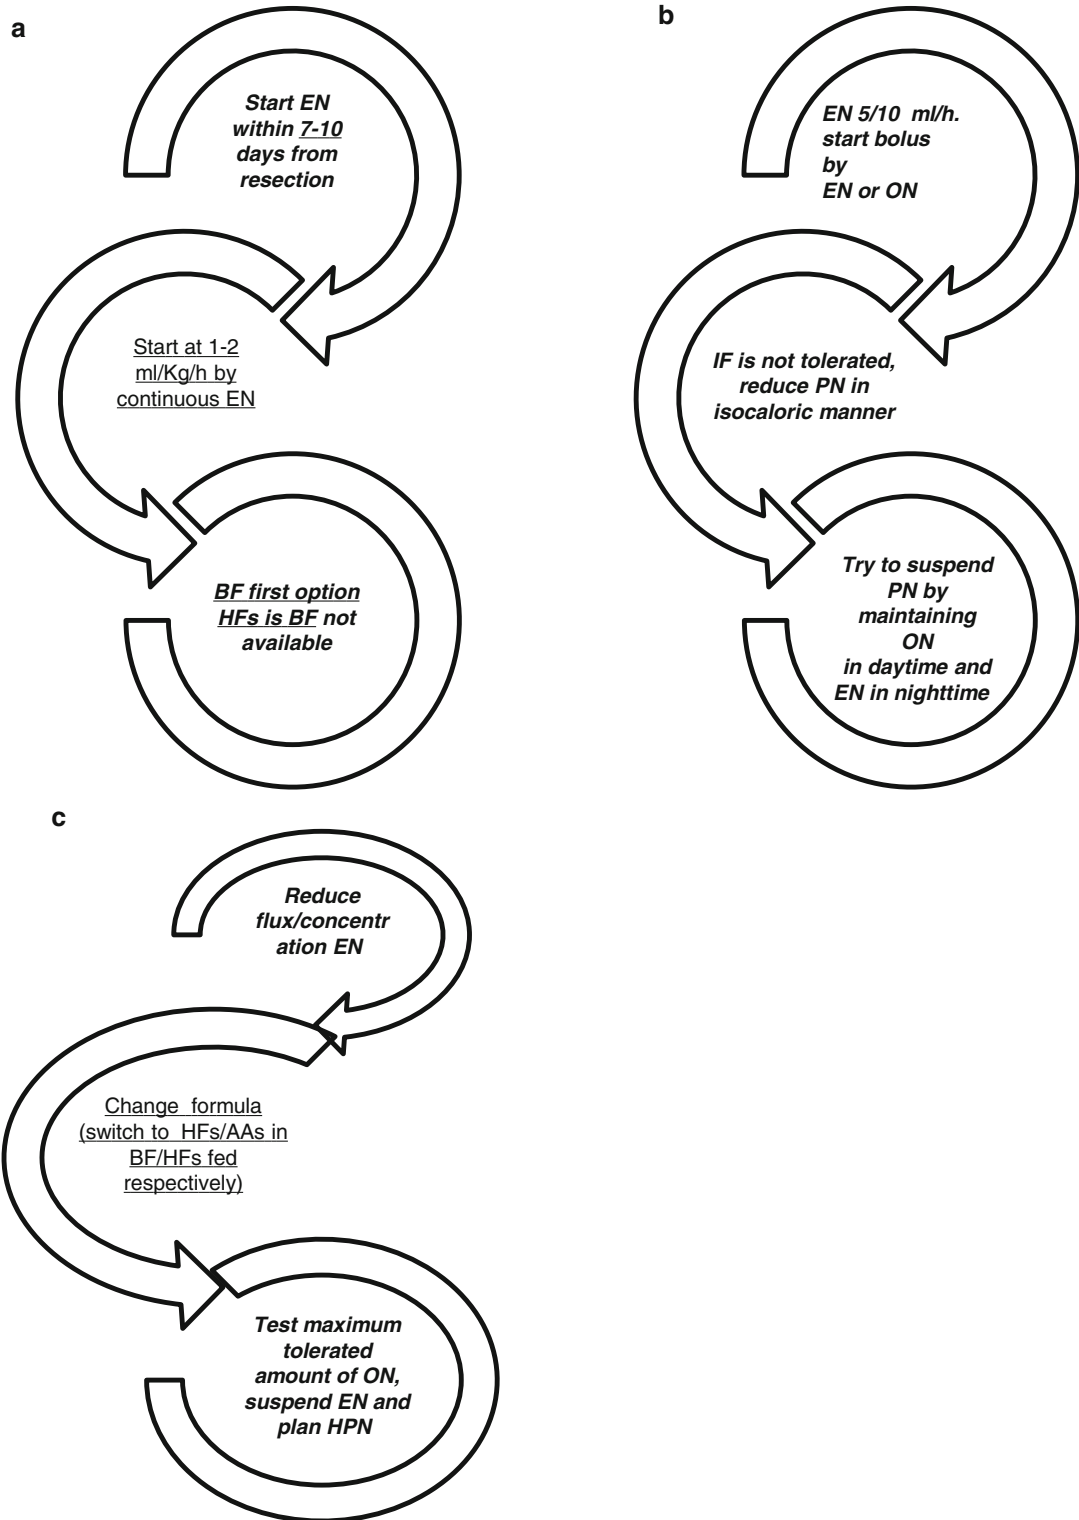 a
Start EN
within 7-10
days from
resection
Start at 1-2
ml/Kg/h by
continuous EN
BF first option
HFs is BF not
available
b
EN 5/10 ml/h.
start bolus
by
EN or ON
IF is not tolerated,
reduce PN in
isocaloric manner
Try to suspend
PN by
maintaining
ON
in daytime and
EN in nighttime
c
Reduce
flux/concentr
ation EN
Change formula
(switch to HFs/AAs in
BF/HFs fed
respectively)
Test maximum
tolerated
amount of ON,
suspend EN and
plan HPN